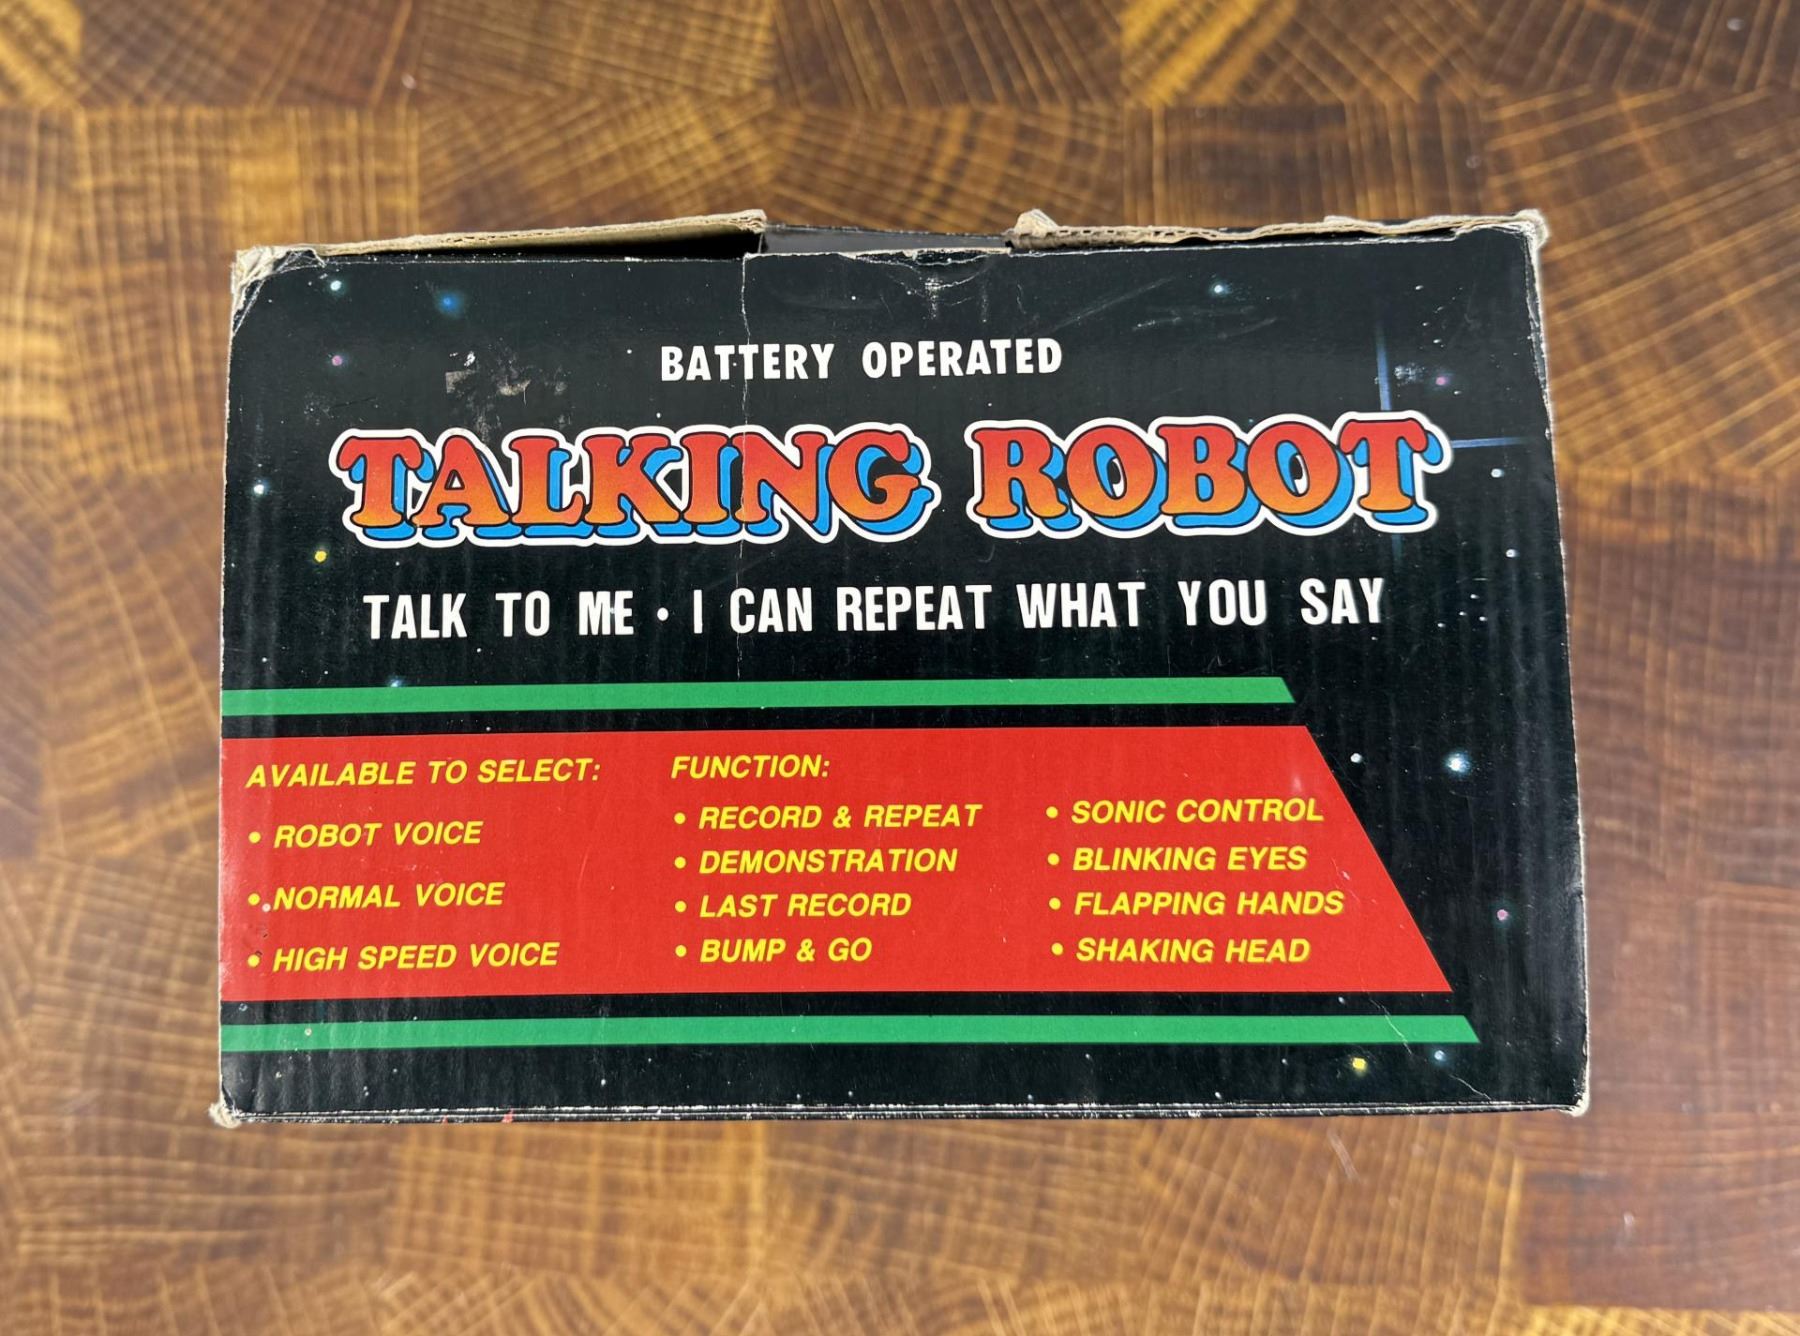 BATTERY OPERATED
TALKING ROBOT
TALK TO ME • I CAN REPEAT WHAT YOU SAY
AVAILABLE TO SELECT:
• ROBOT VOICE
• NORMAL VOICE
• HIGH SPEED VOICE
FUNCTION:
• RECORD & REPEAT
• DEMONSTRATION
• LAST RECORD
• BUMP & GO
• SONIC CONTROL
• BLINKING EYES
• FLAPPING HANDS
• SHAKING HEAD